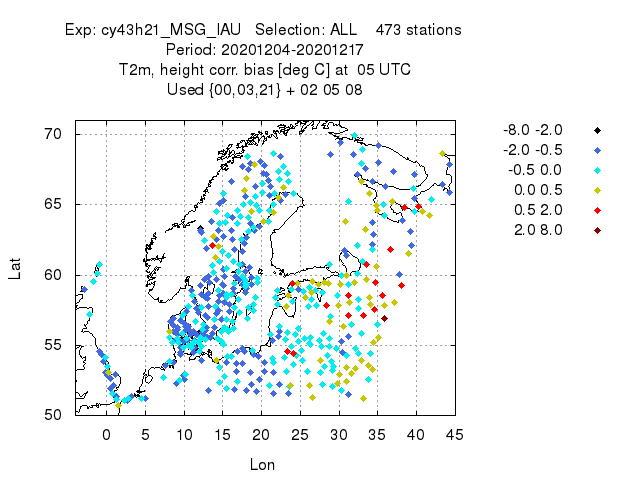 Exp: cy43h21_MSG_IAU Selection: ALL 473 stations
Period: 20201204-20201217
T2m, height corr. bias [deg C] at 05 UTC
Used {00,03,21} + 02 05 08
70
65
60
55
50
Lat
0 5 10 15 20 25 30 35 40 45
Lon
-8.0 -2.0
-2.0 -0.5
-0.5 0.0
0.0 0.5
0.5 2.0
2.0 8.0